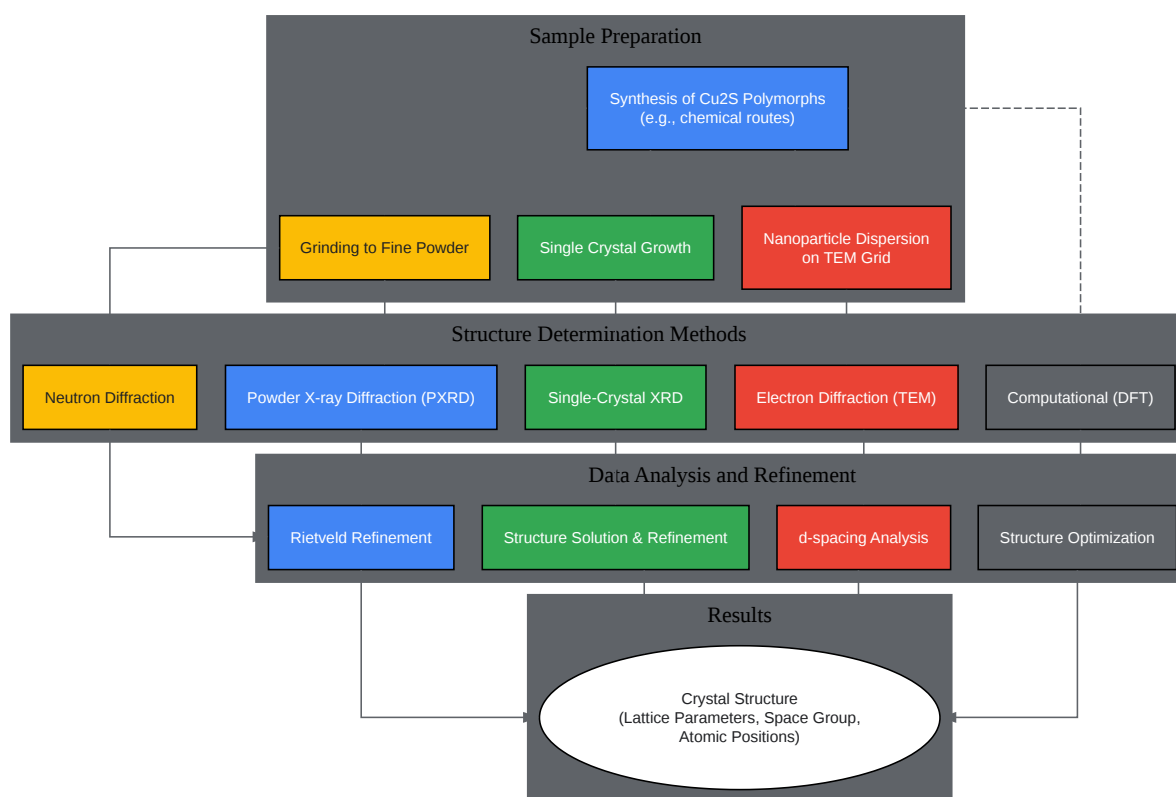 Sample Preparation
Synthesis of Cu2S Polymorphs
(e.g., chemical routes)
Grinding to Fine Powder
Single Crystal Growth
Nanoparticle Dispersion
on TEM Grid
Structure Determination Methods
Neutron Diffraction
Powder X-ray Diffraction (PXRD)
Single-Crystal XRD
Electron Diffraction (TEM)
Computational (DFT)
Data Analysis and Refinement
Rietveld Refinement
Structure Solution & Refinement
d-spacing Analysis
Structure Optimization
Results
Crystal Structure
(Lattice Parameters, Space Group,
Atomic Positions)